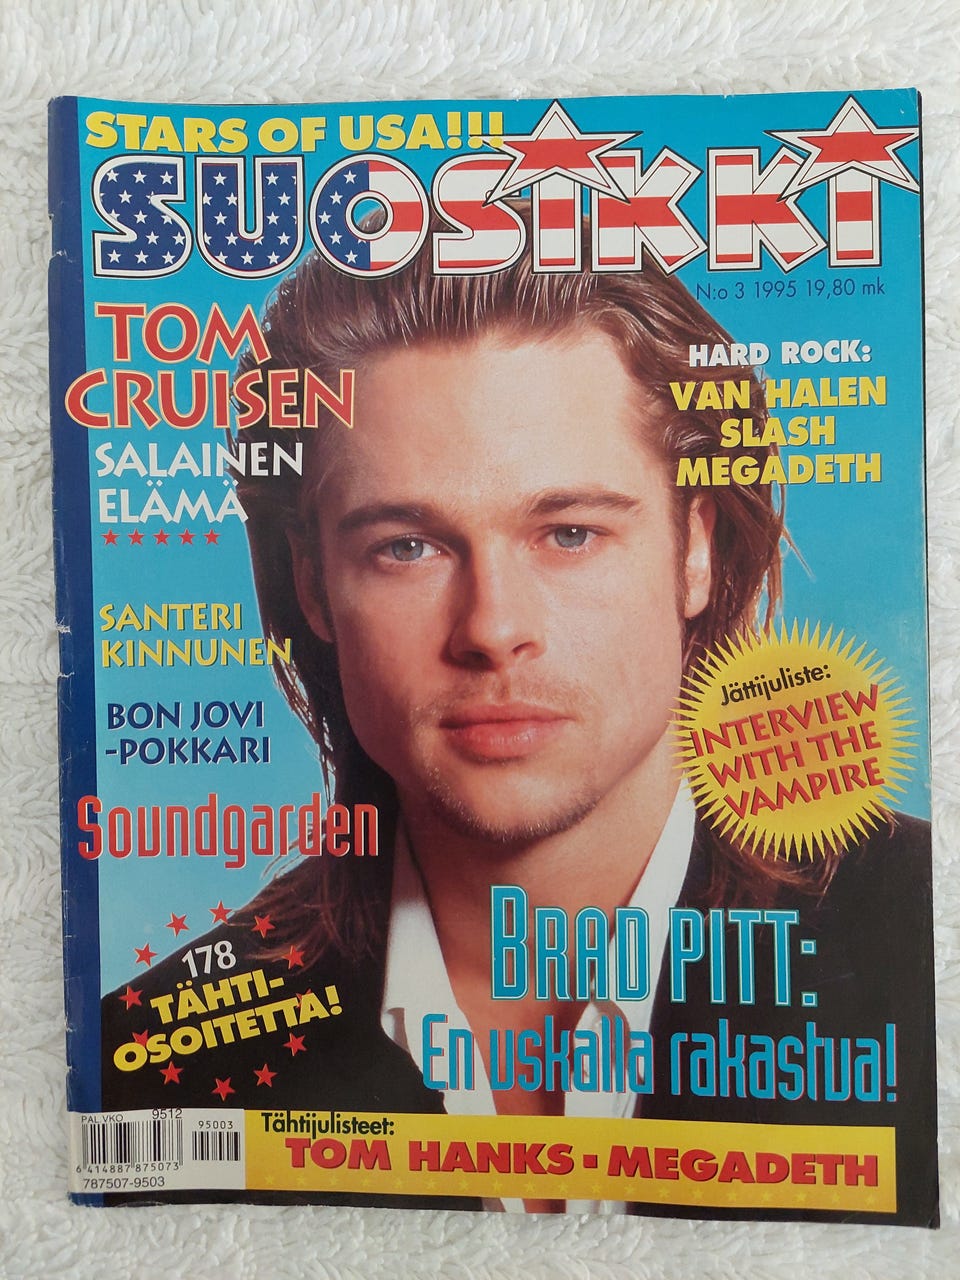 STARS OF USA!!!
SUOSIKKI
N:o 3 1995 19,80 mk
TOM
CRUISEN
SALAINEN
ELÄMÄ
HARD ROCK:
VAN HALEN
SLASH
MEGADETH
SANTERI
KINNUNEN
BON JOVI
-POKKARI
Soundgarden
Jättijuliste:
INTERVIEW
WITH THE
VAMPIRE
178
TÄHTI-
OSOITETTA!
BRAD PITT:
En uskalla rakastua!
PAL.VKO 9512
95003
6 414887 875073
787507-9503
Tähtijulisteet:
TOM HANKS ▪ MEGADETH